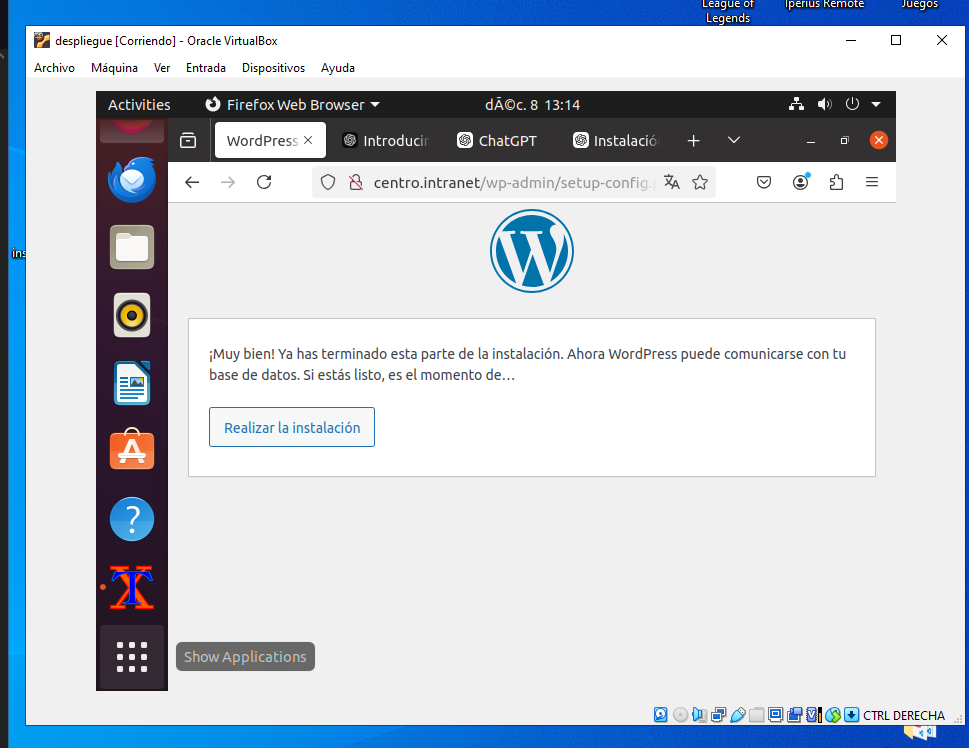 League of
Legends
Iperius Remote
Juegos
despliegue [Corriendo] - Oracle VirtualBox
Archivo Máquina Ver Entrada Dispositivos Ayuda
Activities Firefox Web Browser dÃ©c. 8 13:14
WordPress Introducir ChatGPT Instalació
centro.intranet/wp-admin/setup-config.p
ins
¡Muy bien! Ya has terminado esta parte de la instalación. Ahora WordPress puede comunicarse con tu
base de datos. Si estás listo, es el momento de…
Realizar la instalación
Show Applications
CTRL DERECHA